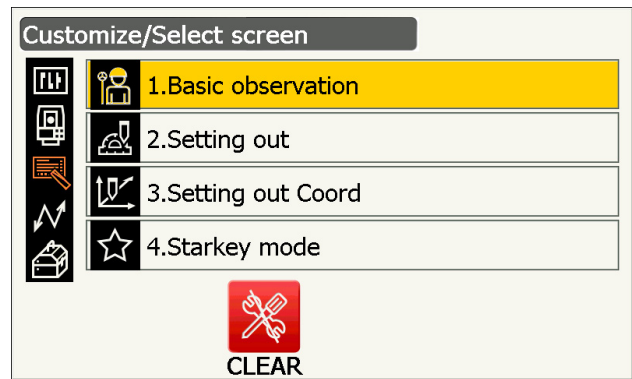 Customize/Select screen
1.Basic observation
2.Setting out
3.Setting out Coord
4.Starkey mode
CLEAR